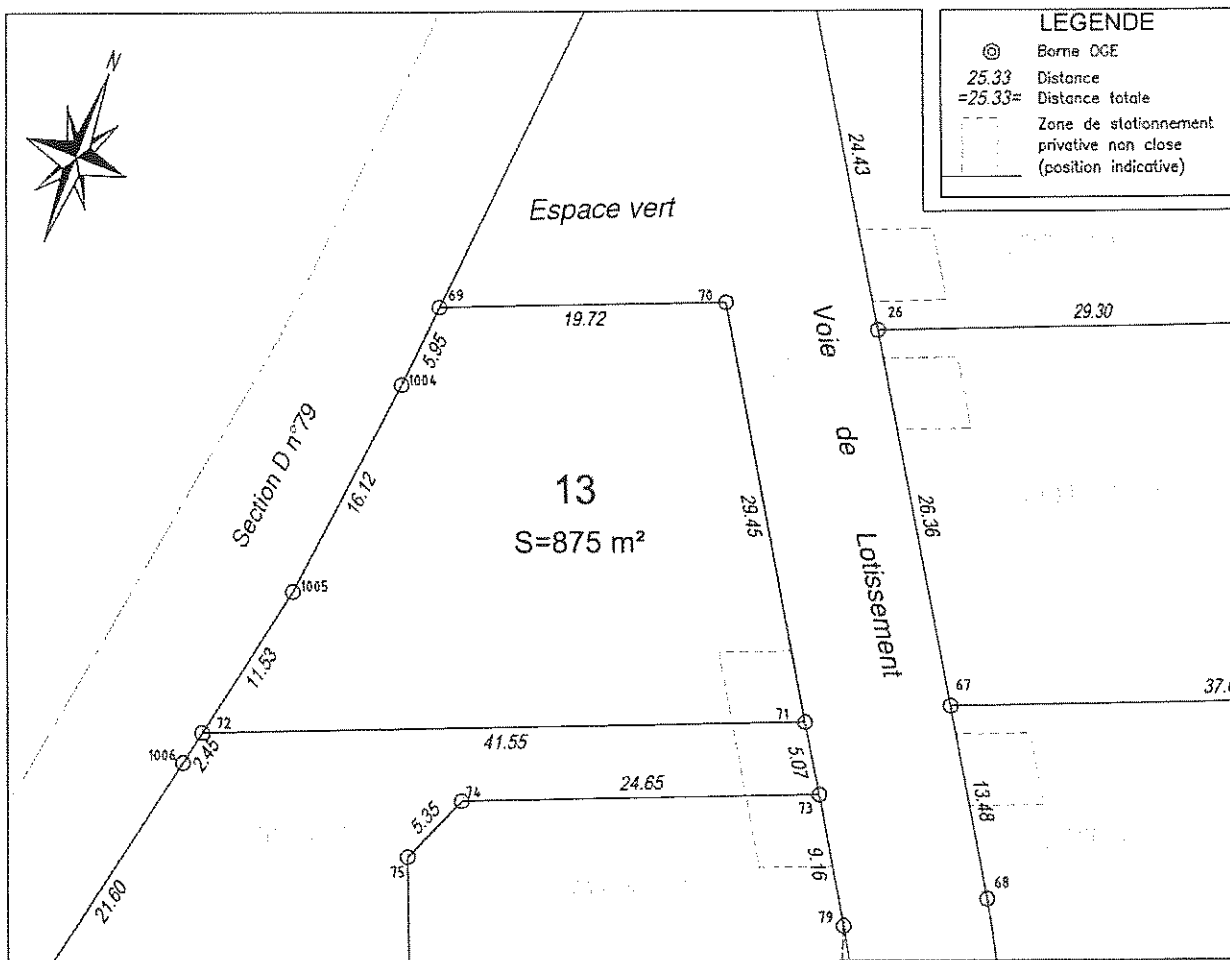 LEGENDE
Borne OGE
25.33 Distance
=25.33= Distance totale
Zone de stationnement
privative non close
(position indicative)
N
24.43
Espace vert
69
70
19.72
26
29.30
5.95
1004
Voie
de
Lotissement
Section D n°79
16.12
13
S=875 m²
29.45
26.36
1005
11.53
67
37.
72
71
41.55
1006
2.45
5.07
24.65
74
73
13.48
5.35
75
9.16
68
21.60
79